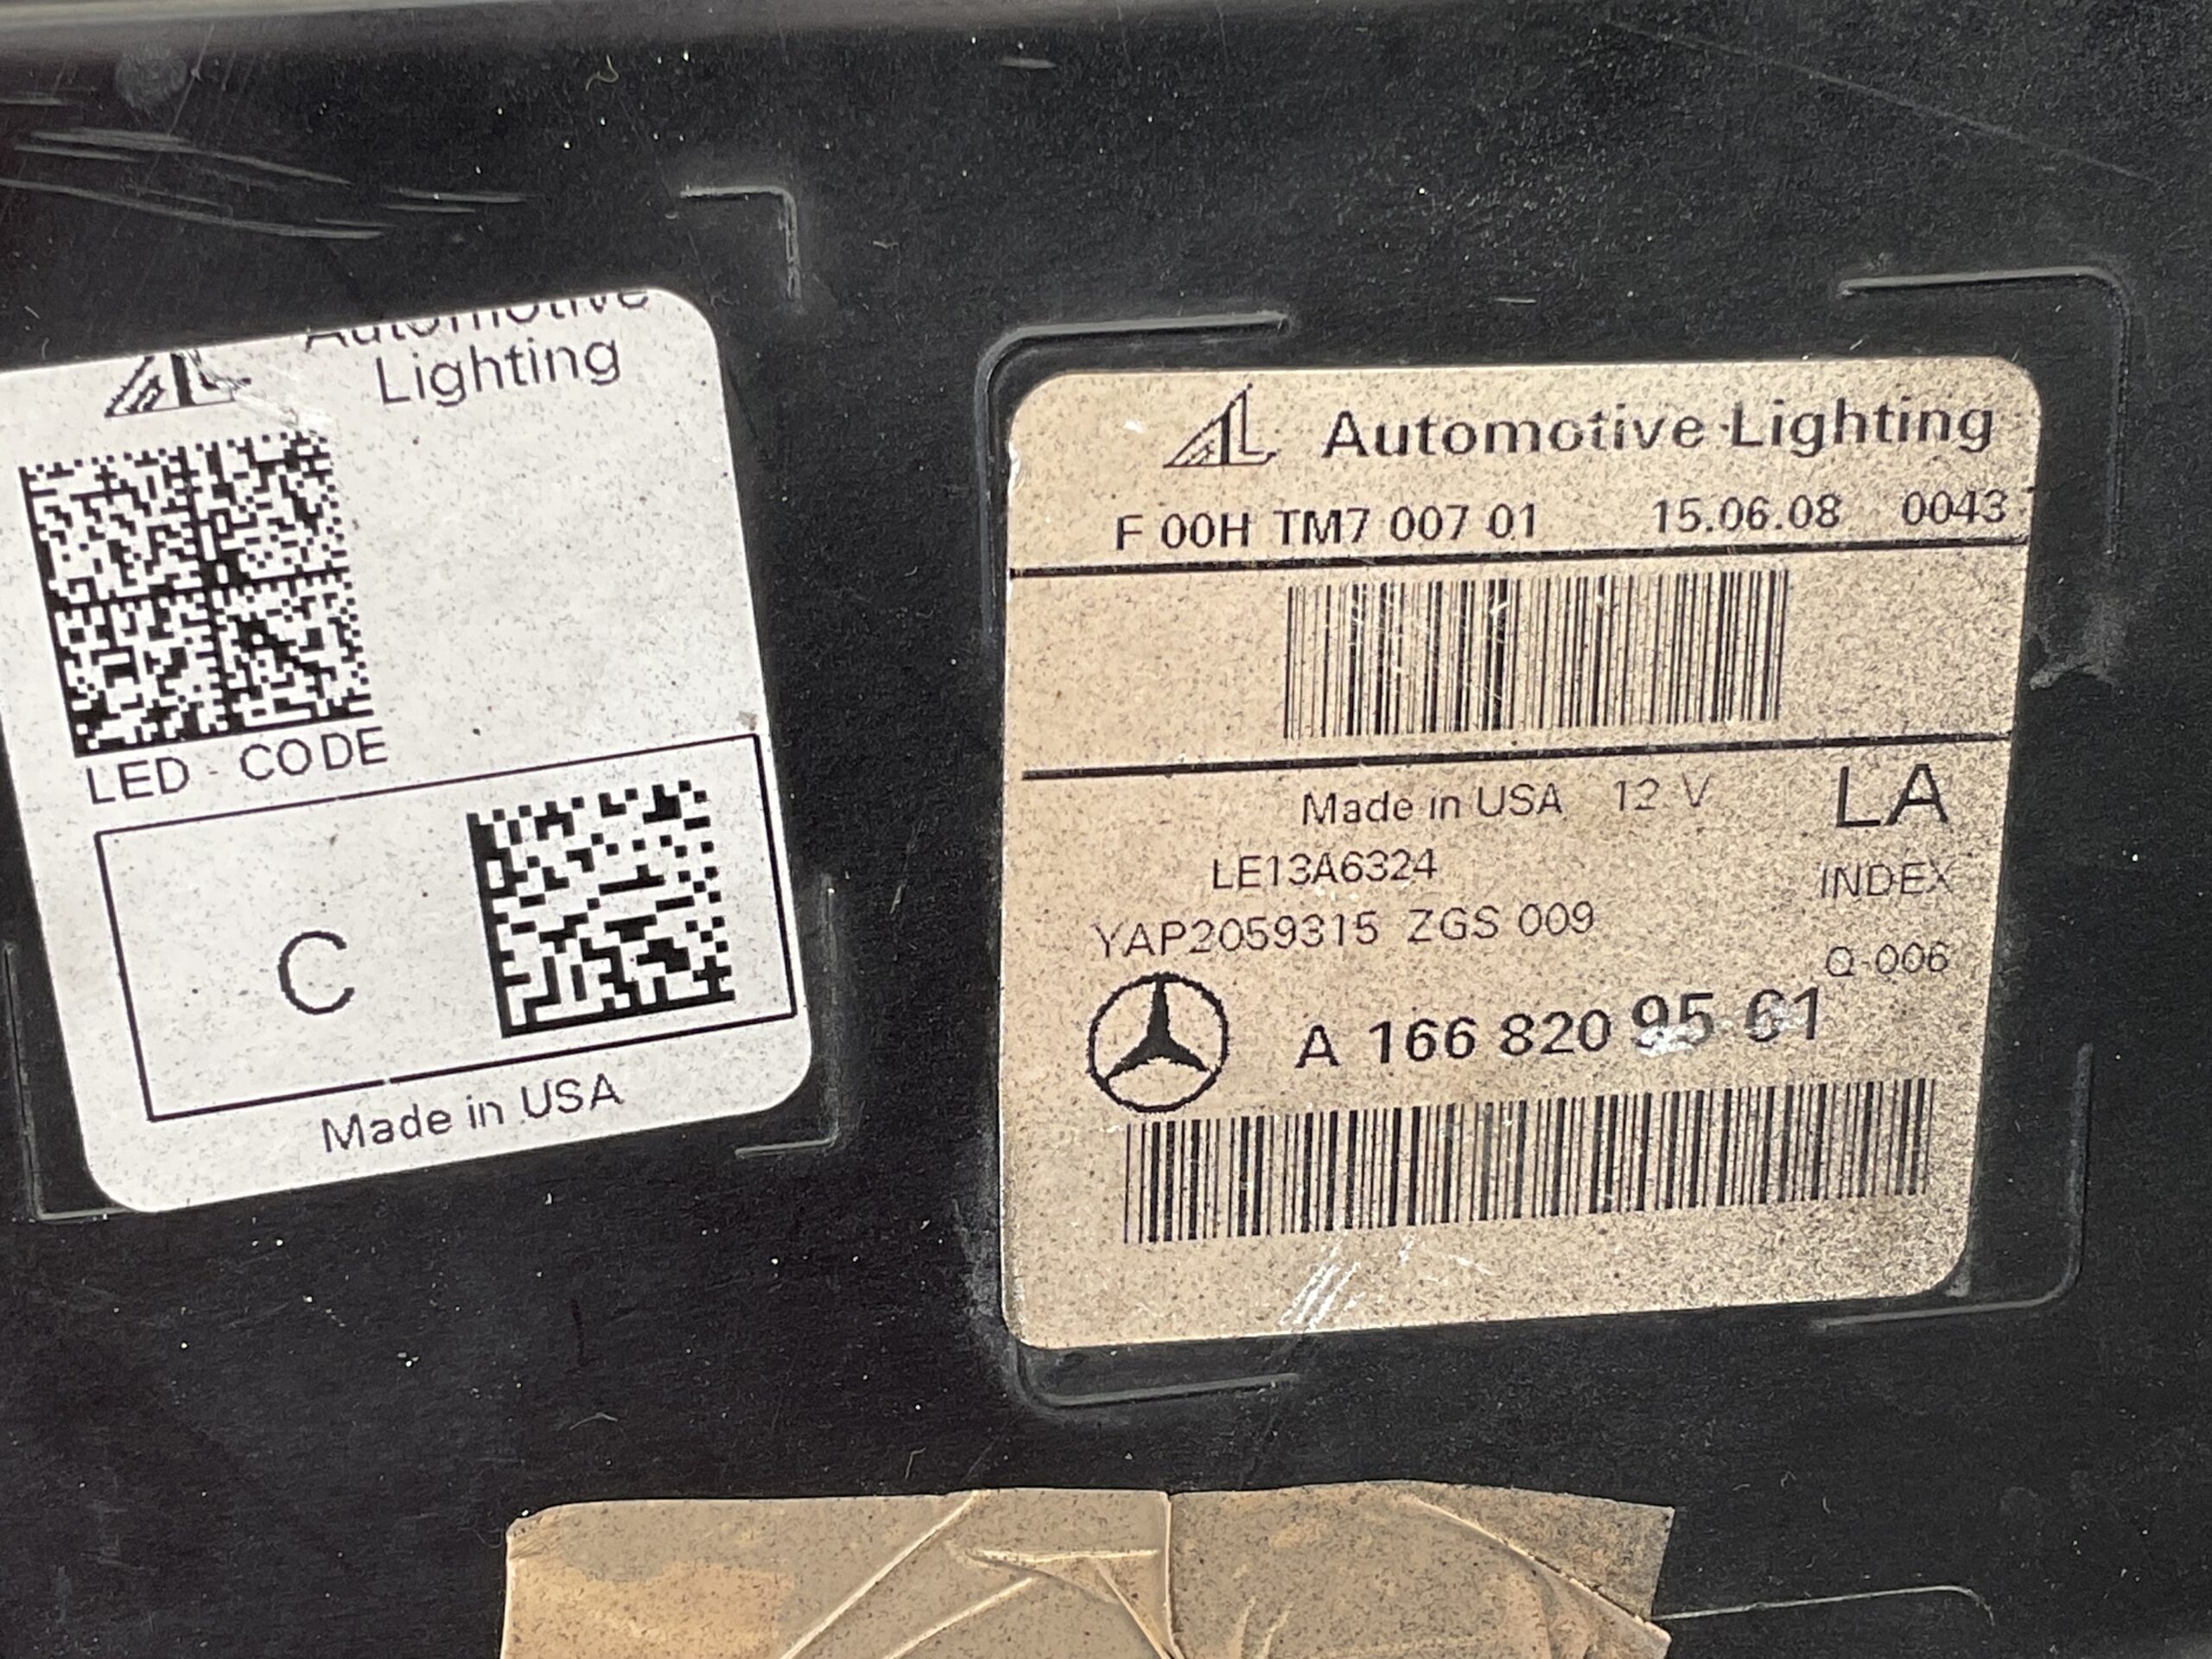 Automotive
Lighting
LED CODE
C
Made in USA
AL Automotive Lighting
F 00H TM7 007 01 15.06.08 0043
Made in USA 12 V LA
LE13A6324 INDEX
YAP2059315 ZGS 009
Q-006
A 166 820 95 61